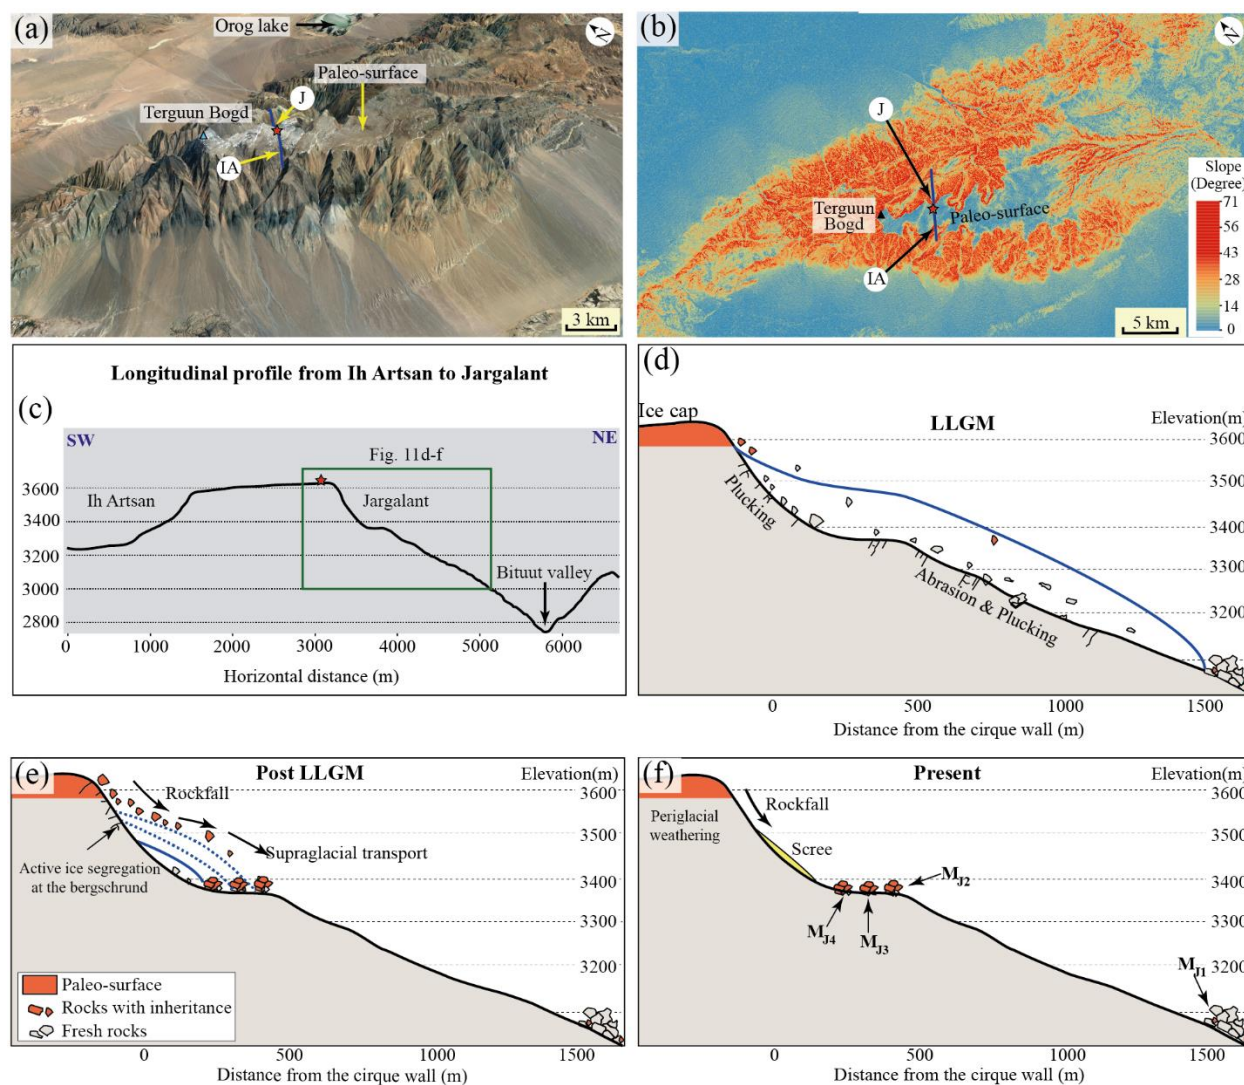 (a)
Orog lake
N
Paleo-surface
J
Terguun Bogd
IA
3 km
(b)
N
J
Slope
(Degree)
71
43
28
14
0
Terguun
Bogd
Paleo-surface
IA
5 km
Longitudinal profile from Ih Artsan to Jargalant
(c)
SW
NE
Fig. 11d-f
3600
Ih Artsan
Jargalant
3400
3200
3000
Bituut valley
2800
0 1000 2000 3000 4000 5000 6000
Horizontal distance (m)
(d)
Ice cap
LLGM
Elevation(m)
3600
3500
Plucking
3400
3300
Abrasion & Plucking
3200
0 500 1000 1500
Distance from the cirque wall (m)
(e)
Post LLGM
Elevation(m)
3600
Rockfall
3500
Supraglacial transport
Active ice segregation
at the bergschrund
3400
3300
3200
Paleo-surface
Rocks with inheritance
Fresh rocks
0 500 1000 1500
Distance from the cirque wall (m)
(f)
Present
Elevation(m)
3600
Rockfall
Periglacial
weathering
3500
Scree
3400
MJ2
MJ4
MJ3
3300
3200
MJ1
0 500 1000 1500
Distance from the cirque wall (m)